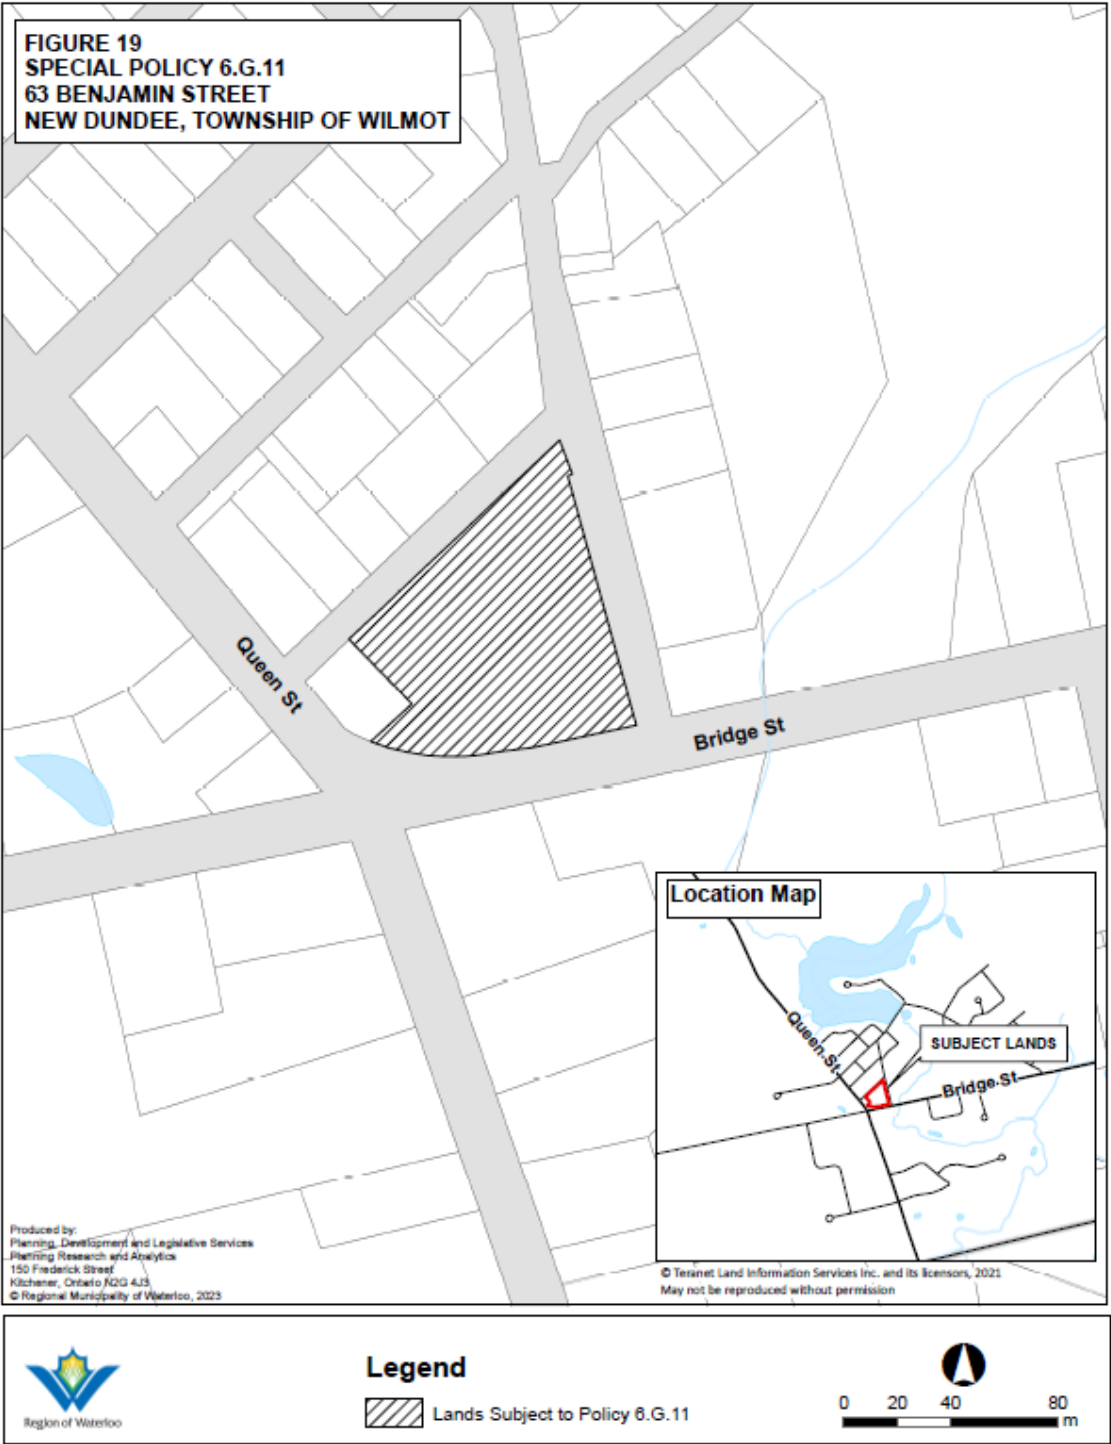 FIGURE 19
SPECIAL POLICY 6.G.11
63 BENJAMIN STREET
NEW DUNDEE, TOWNSHIP OF WILMOT
Queen St
Bridge St
Location Map
Queen St
SUBJECT LANDS
Bridge St
Produced by:
Planning, Development and Legislative Services
Planning Research and Analytics
150 Frederick Street
Kitchener, Ontario N2G 4J3
© Regional Municipality of Waterloo, 2023
© Teranet Land Information Services Inc. and its licensors, 2021
May not be reproduced without permission
Region of Waterloo
Legend
Lands Subject to Policy 6.G.11
0 20 40 80
m